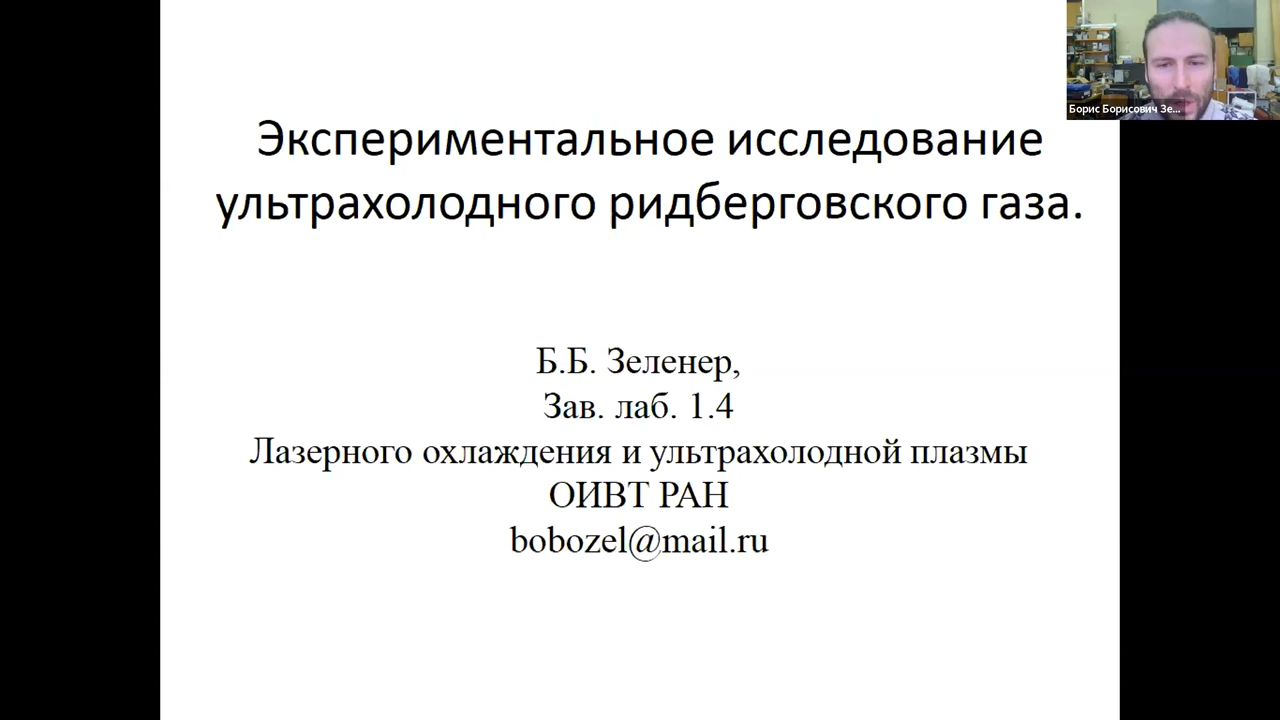 Борис Борисович Зе...
Экспериментальное исследование
ультрахолодного ридберговского газа.
Б.Б. Зеленер,
Зав. лаб. 1.4
Лазерного охлаждения и ультрахолодной плазмы
ОИВТ РАН
bobozel@mail.ru